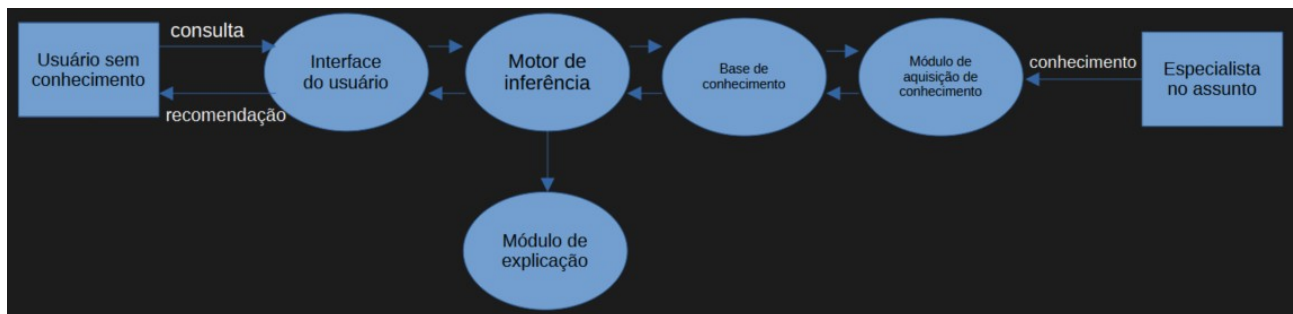 consulta
Usuário sem
conhecimento
recomendação
Interface
do usuário
Motor de
inferência
Base de
conhecimento
Módulo de
aquisição de
conhecimento
conhecimento
Especialista
no assunto
Módulo de
explicação